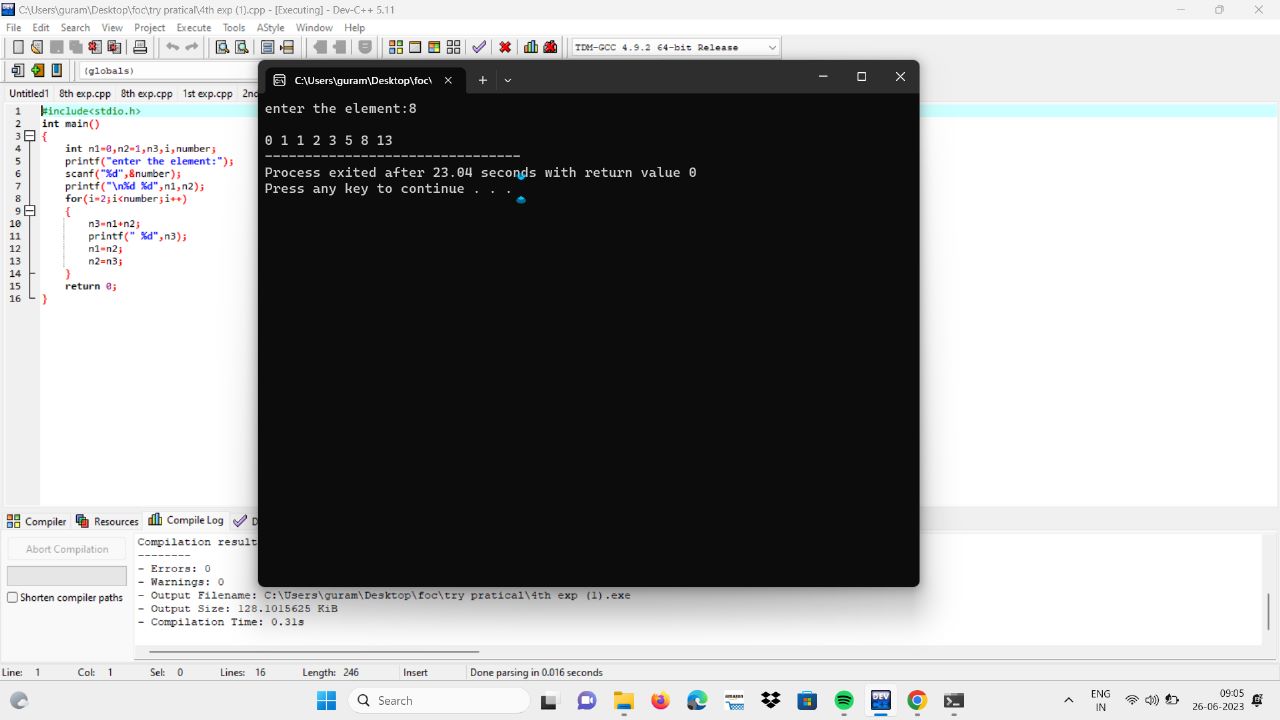 C:\Users\guram\Desktop\foc\try pratical\4th exp (1).cpp - [Executing] - Dev-C++ 5.11
File Edit Search View Project Execute Tools AStyle Window Help
TDM-GCC 4.9.2 64-bit Release
(globals)
C:\Users\guram\Desktop\foc\
Untitled1 8th exp.cpp 8th exp.cpp 1st exp.cpp
1 #include<stdio.h>
2 int main()
3 {
4 int n1=0,n2=1,n3,i,number;
5 printf("enter the element:");
6 scanf("%d",&number);
7 printf("\n%d %d",n1,n2);
8 for(i=2;i<number;i++)
9 {
10 n3=n1+n2;
11 printf(" %d",n3);
12 n1=n2;
13 n2=n3;
14 }
15 return 0;
16 }
enter the element:8
0 1 1 2 3 5 8 13
--------------------------------
Process exited after 23.04 seconds with return value 0
Press any key to continue . . .
Compiler Resources Compile Log
Abort Compilation
Shorten compiler paths
Compilation result
--------
- Errors: 0
- Warnings: 0
- Output Filename: C:\Users\guram\Desktop\foc\try pratical\4th exp (1).exe
- Output Size: 128.1015625 KiB
- Compilation Time: 0.31s
Line: 1 Col: 1 Sel: 0 Lines: 16 Length: 246 Insert Done parsing in 0.016 seconds
Search
amazon
DEV
ENG
IN
09:05
26-06-2023